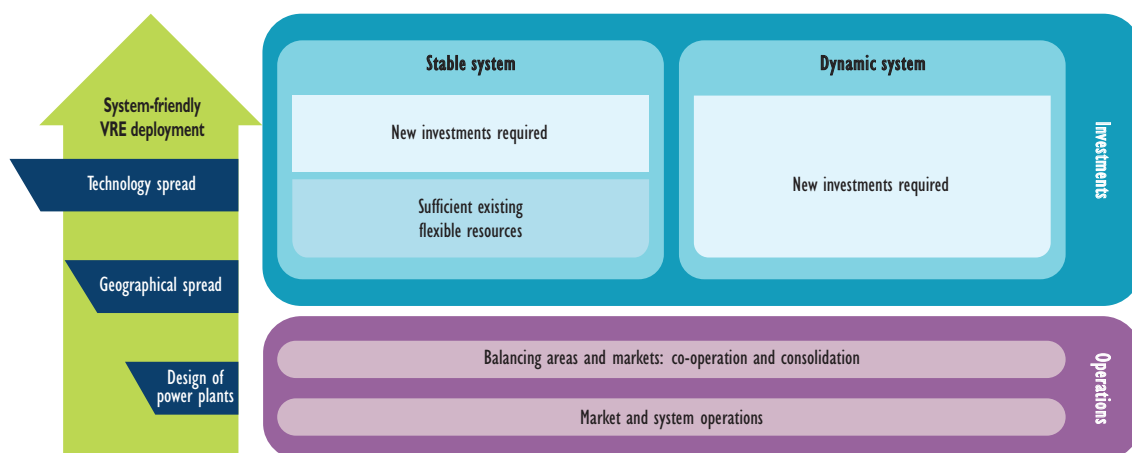 System-friendly
VRE deployment
Technology spread
Geographical spread
Design of
power plants
Stable system
New investments required
Sufficient existing
flexible resources
Dynamic system
New investments required
Investments
Balancing areas and markets: co-operation and consolidation
Market and system operations
Operations